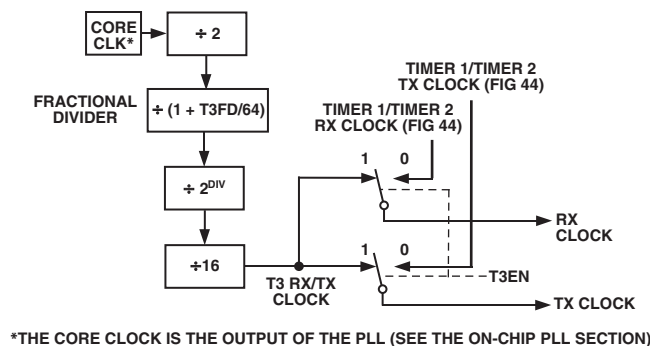 CORE
CLK*
÷ 2
TIMER 1/TIMER 2
TX CLOCK (FIG 44)
FRACTIONAL
DIVIDER
÷ (1 + T3FD/64)
TIMER 1/TIMER 2
RX CLOCK (FIG 44)
1 0
÷ 2DIV
RX
CLOCK
1 0
÷16
T3 RX/TX
CLOCK
T3EN
TX CLOCK
*THE CORE CLOCK IS THE OUTPUT OF THE PLL (SEE THE ON-CHIP PLL SECTION)